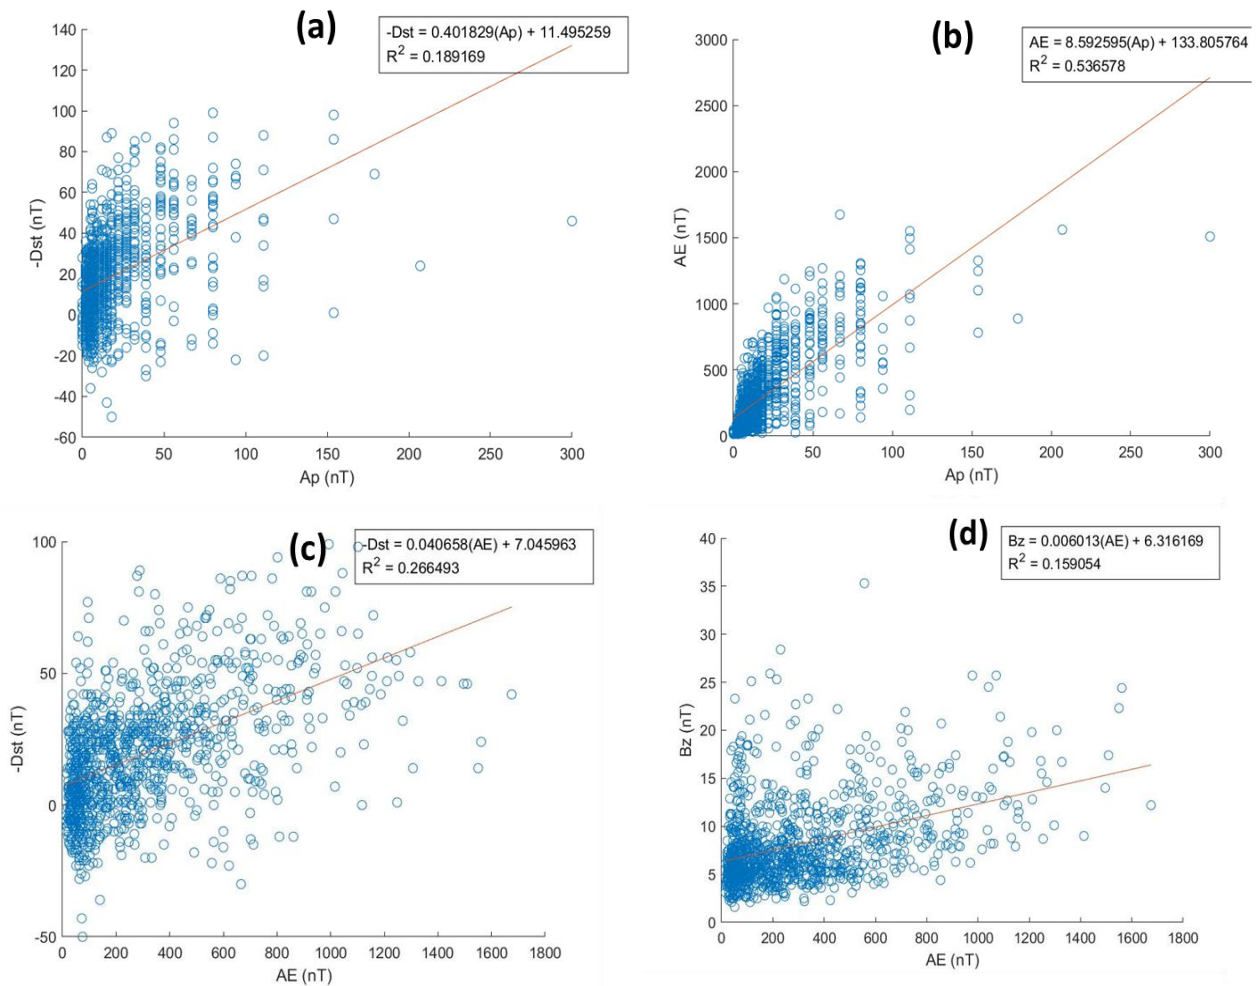 (a)
-Dst = 0.401829(Ap) + 11.495259
R² = 0.189169
140
120
100
80
60
40
20
0
-20
-40
-60
-Dst (nT)
0 50 100 150 200 250 300
Ap (nT)
(b)
AE = 8.592595(Ap) + 133.805764
R² = 0.536578
3000
2500
2000
1500
1000
500
0
AE (nT)
0 50 100 150 200 250 300
Ap (nT)
(c)
-Dst = 0.040658(AE) + 7.045963
R² = 0.266493
100
50
0
-50
-Dst (nT)
0 200 400 600 800 1000 1200 1400 1600 1800
AE (nT)
(d)
Bz = 0.006013(AE) + 6.316169
R² = 0.159054
40
35
30
25
20
15
10
5
0
Bz (nT)
0 200 400 600 800 1000 1200 1400 1600 1800
AE (nT)